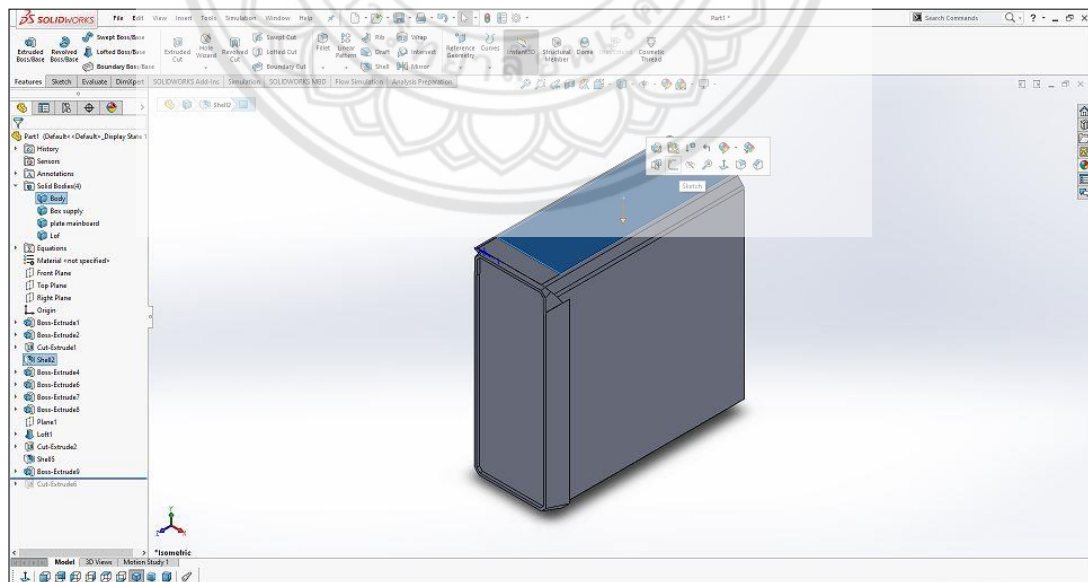 SOLIDWORKS File Edit View Insert Tools Simulation Window Help Part1 * Search Commands
Extruded Boss/Base
Revolved Boss/Base
Swept Boss/Base
Lofted Boss/Base
Boundary Boss/Base
Extruded Cut
Hole Wizard
Revolved Cut
Swept Cut
Lofted Cut
Boundary Cut
Fillet
Linear Pattern
Rib
Draft
Shell
Wrap
Intersect
Mirror
Reference Geometry
Curves
Instant3D
Structural Member
Dome
Cosmetic Thread
Features Sketch Evaluate DimXpert SOLIDWORKS Add-Ins Simulation SOLIDWORKS MBD Flow Simulation Analysis Preparation
Shell2
Part1 (Default<<Default>_Display State 1
History
Sensors
Annotations
Solid Bodies(4)
Body
Box supply
plate mainboard
Lof
Equations
Material <not specified>
Front Plane
Top Plane
Right Plane
Origin
Boss-Extrude1
Boss-Extrude2
Cut-Extrude1
Shell2
Boss-Extrude4
Boss-Extrude6
Boss-Extrude7
Boss-Extrude8
Plane1
Loft1
Cut-Extrude2
Shell5
Boss-Extrude9
Cut-Extrude6
Sketch
*Isometric
Model 3D Views Motion Study 1